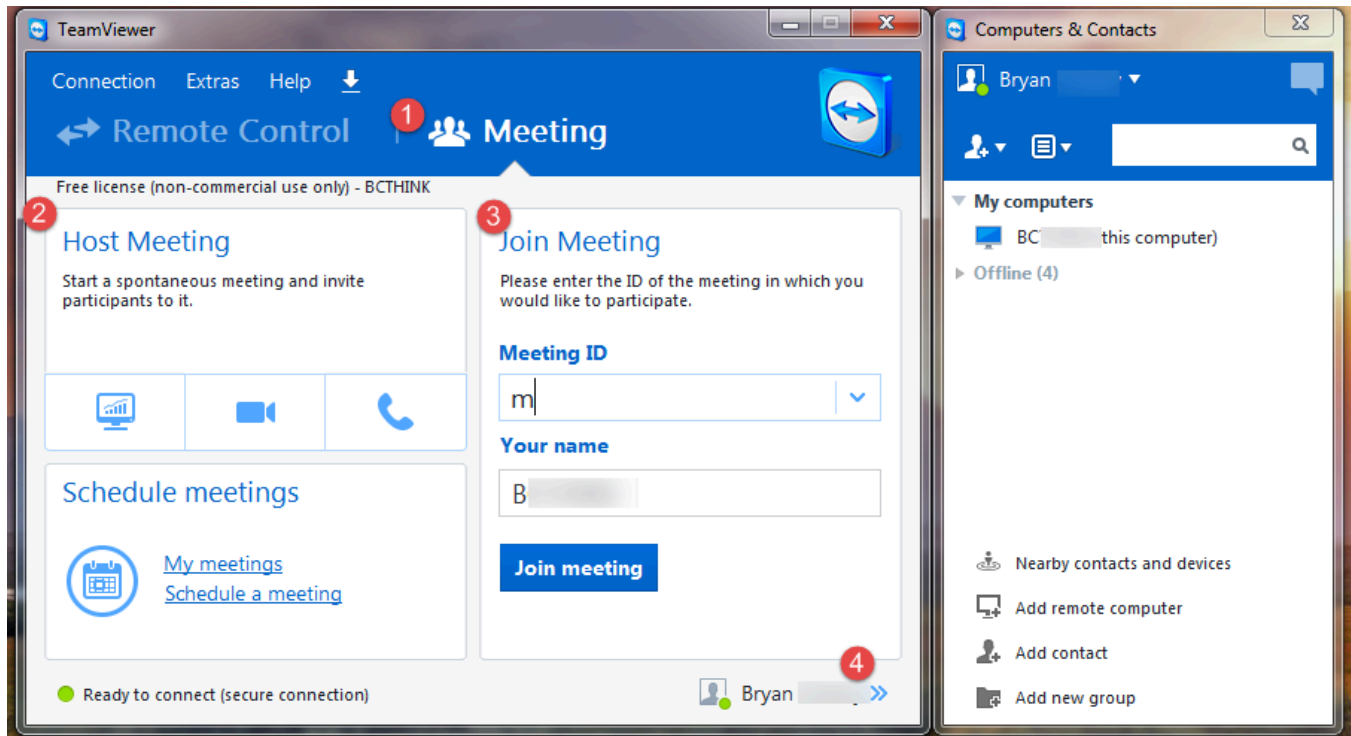 TeamViewer
Connection Extras Help
Remote Control
1
Meeting
Free license (non-commercial use only) - BCTHINK
2
Host Meeting
Start a spontaneous meeting and invite
participants to it.
Schedule meetings
My meetings
Schedule a meeting
3
Join Meeting
Please enter the ID of the meeting in which you
would like to participate.
Meeting ID
m
Your name
B
Join meeting
Ready to connect (secure connection)
Bryan
4
Computers & Contacts
Bryan
My computers
BC this computer)
Offline (4)
Nearby contacts and devices
Add remote computer
Add contact
Add new group